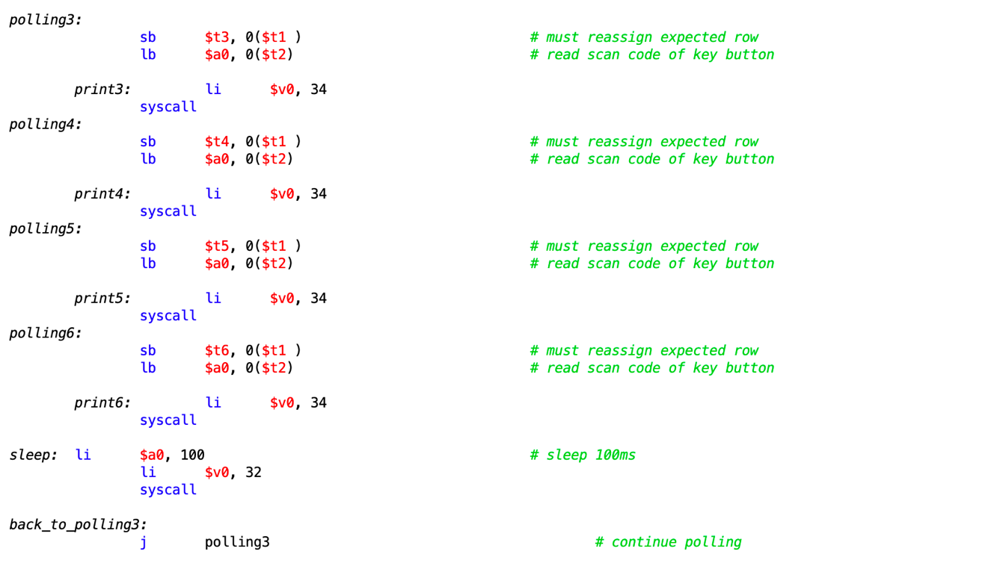 polling3:
sb $t3, 0($t1 ) # must reassign expected row
lb $a0, 0($t2) # read scan code of key button
print3: li $v0, 34
syscall
polling4:
sb $t4, 0($t1 ) # must reassign expected row
lb $a0, 0($t2) # read scan code of key button
print4: li $v0, 34
syscall
polling5:
sb $t5, 0($t1 ) # must reassign expected row
lb $a0, 0($t2) # read scan code of key button
print5: li $v0, 34
syscall
polling6:
sb $t6, 0($t1 ) # must reassign expected row
lb $a0, 0($t2) # read scan code of key button
print6: li $v0, 34
syscall
sleep: li $a0, 100 # sleep 100ms
li $v0, 32
syscall
back_to_polling3:
j polling3 # continue polling